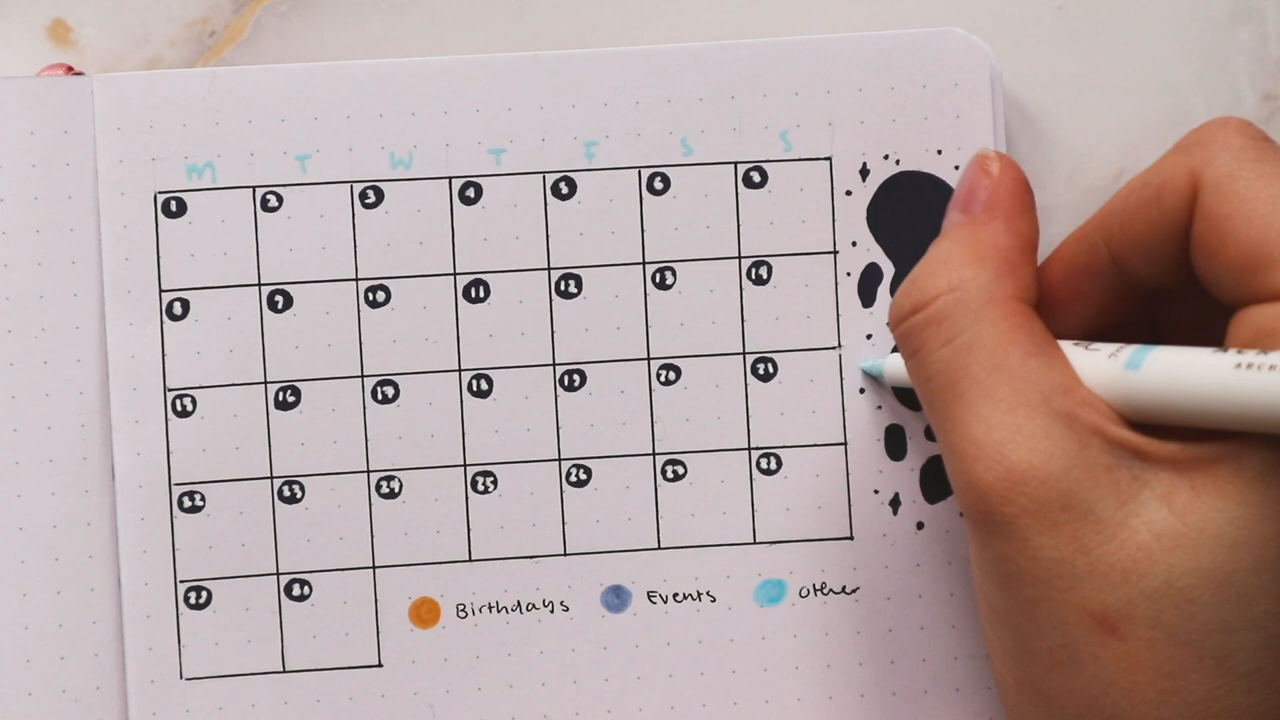 M T W T F S S
1 2 3 4 5 6 7
8 9 10 11 12 13 14
15 16 17 18 19 20 21
22 23 24 25 26 27 28
29 30
Birthdays Events other